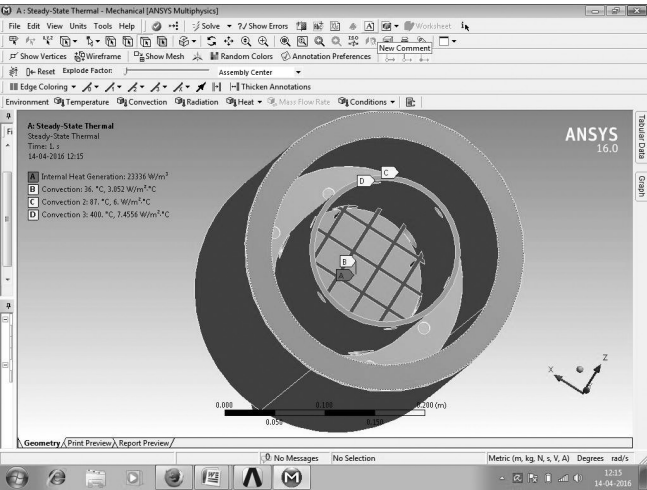 A : Steady-State Thermal - Mechanical [ANSYS Multiphysics]
File Edit View Units Tools Help Solve ?/ Show Errors A Worksheet
New Comment
Show Vertices Wireframe Show Mesh Random Colors Annotation Preferences
Reset Explode Factor: Assembly Center
Edge Coloring Thicken Annotations
Environment Temperature Convection Radiation Heat Mass Flow Rate Conditions
Fi
A: Steady-State Thermal
Steady-State Thermal
Time: 1. s
14-04-2016 12:15
A Internal Heat Generation: 23336 W/m³
B Convection: 36. °C, 3.052 W/m²·°C
C Convection 2: 87. °C, 6. W/m²·°C
D Convection 3: 400. °C, 7.4556 W/m²·°C
ANSYS
16.0
Tabular Data
Graph
C
D
B
A
Z
X
0.000 0.100 0.200 (m)
0.050 0.150
Geometry Print Preview Report Preview
0 No Messages No Selection Metric (m, kg, N, s, V, A) Degrees rad/s
12:15
14-04-2016